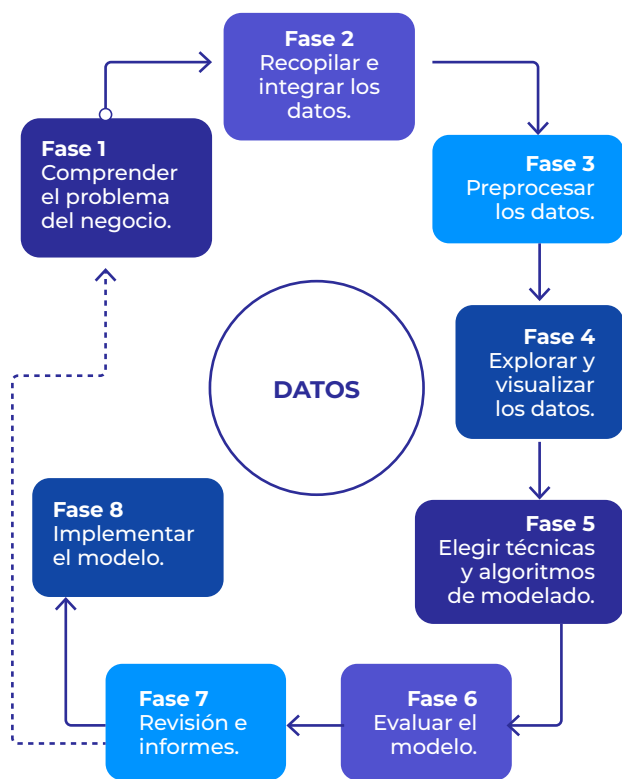 Fase 1
Comprender
el problema
del negocio.
Fase 2
Recopilar e
integrar los
datos.
Fase 3
Preprocesar
los datos.
Fase 4
Explorar y
visualizar
los datos.
Fase 5
Elegir técnicas
y algoritmos
de modelado.
Fase 6
Evaluar el
modelo.
Fase 7
Revisión e
informes.
Fase 8
Implementar
el modelo.
DATOS